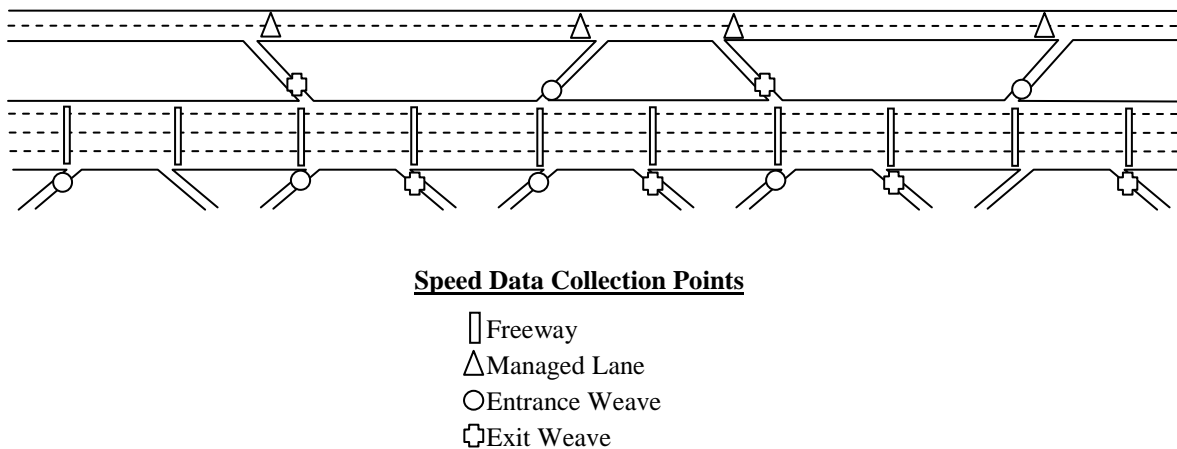 Speed Data Collection Points
Freeway
Managed Lane
Entrance Weave
Exit Weave